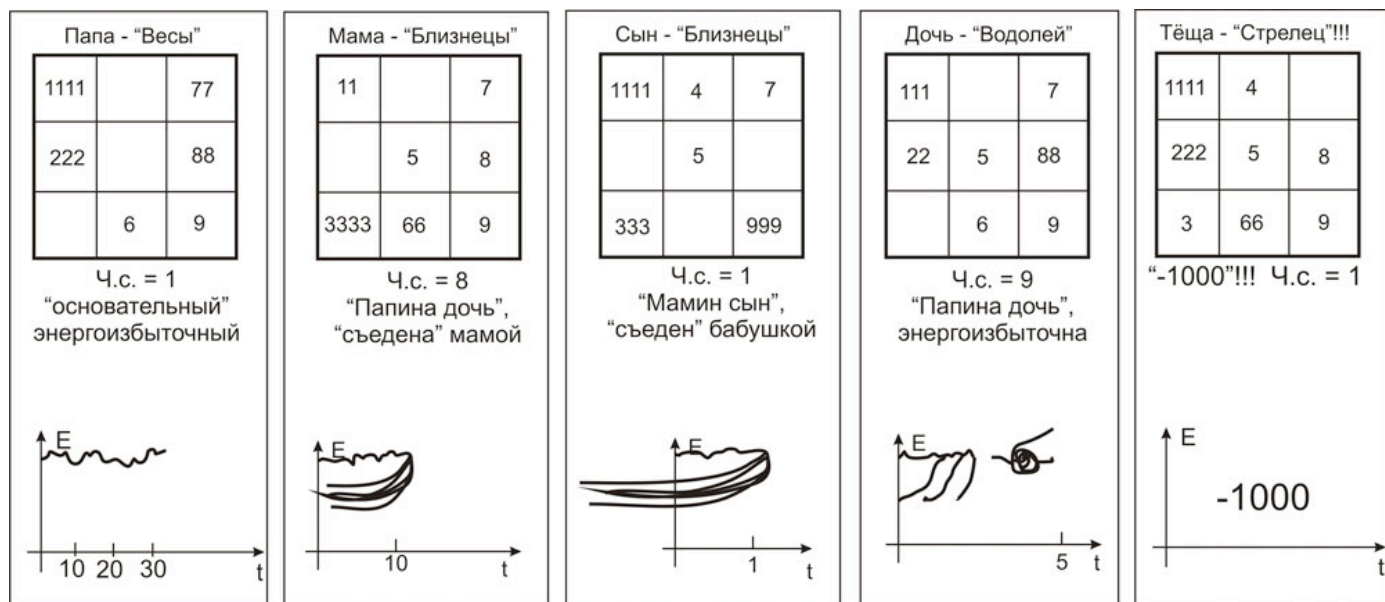 Папа - “Весы”
1111 77
222 88
6 9
Ч.с. = 1
“основательный”
энергоизбыточный
E
10 20 30
t
Мама - “Близнецы”
11 7
5 8
3333 66 9
Ч.с. = 8
“Папина дочь”,
“съедена” мамой
E
10
t
Сын - “Близнецы”
1111 4 7
5
333 999
Ч.с. = 1
“Мамин сын”,
“съеден” бабушкой
E
1
t
Дочь - “Водолей”
111 7
22 5 88
6 9
Ч.с. = 9
“Папина дочь”,
энергоизбыточна
E
5
t
Тёща - “Стрелец”!!!
1111 4
222 5 8
3 66 9
“-1000”!!! Ч.с. = 1
E
-1000
t